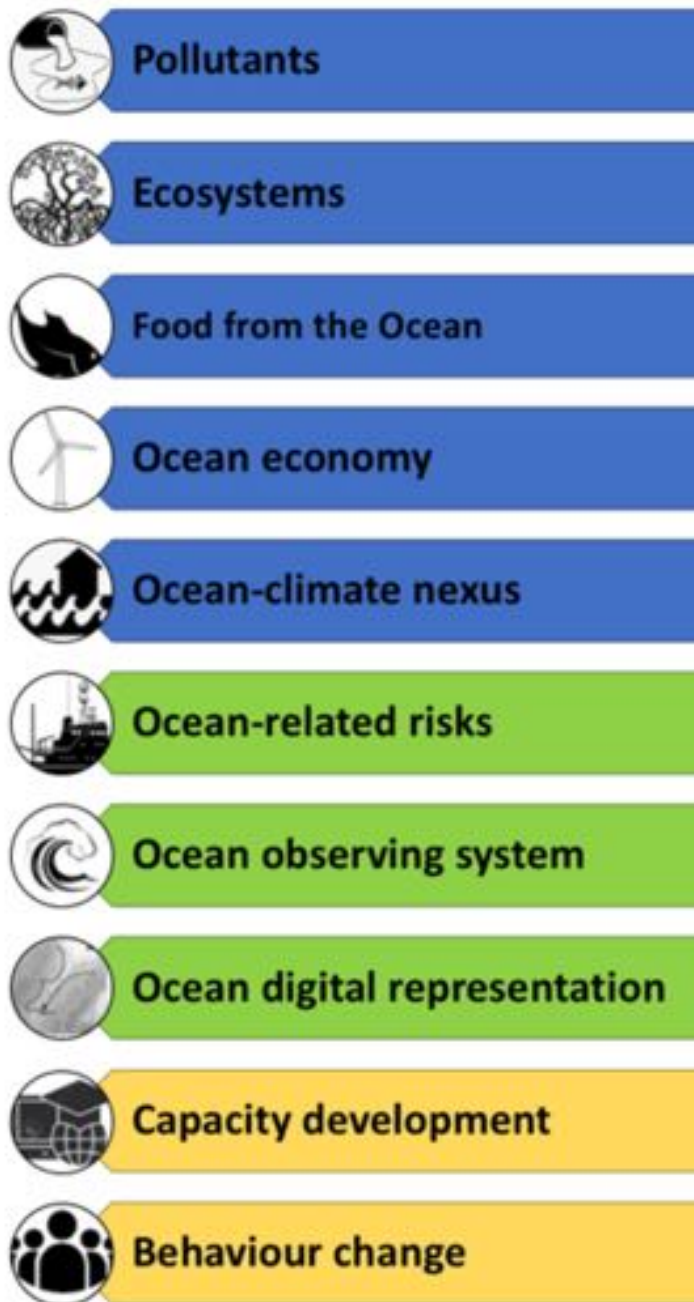 Pollutants
Ecosystems
Food from the Ocean
Ocean economy
Ocean-climate nexus
Ocean-related risks
Ocean observing system
Ocean digital representation
Capacity development
Behaviour change